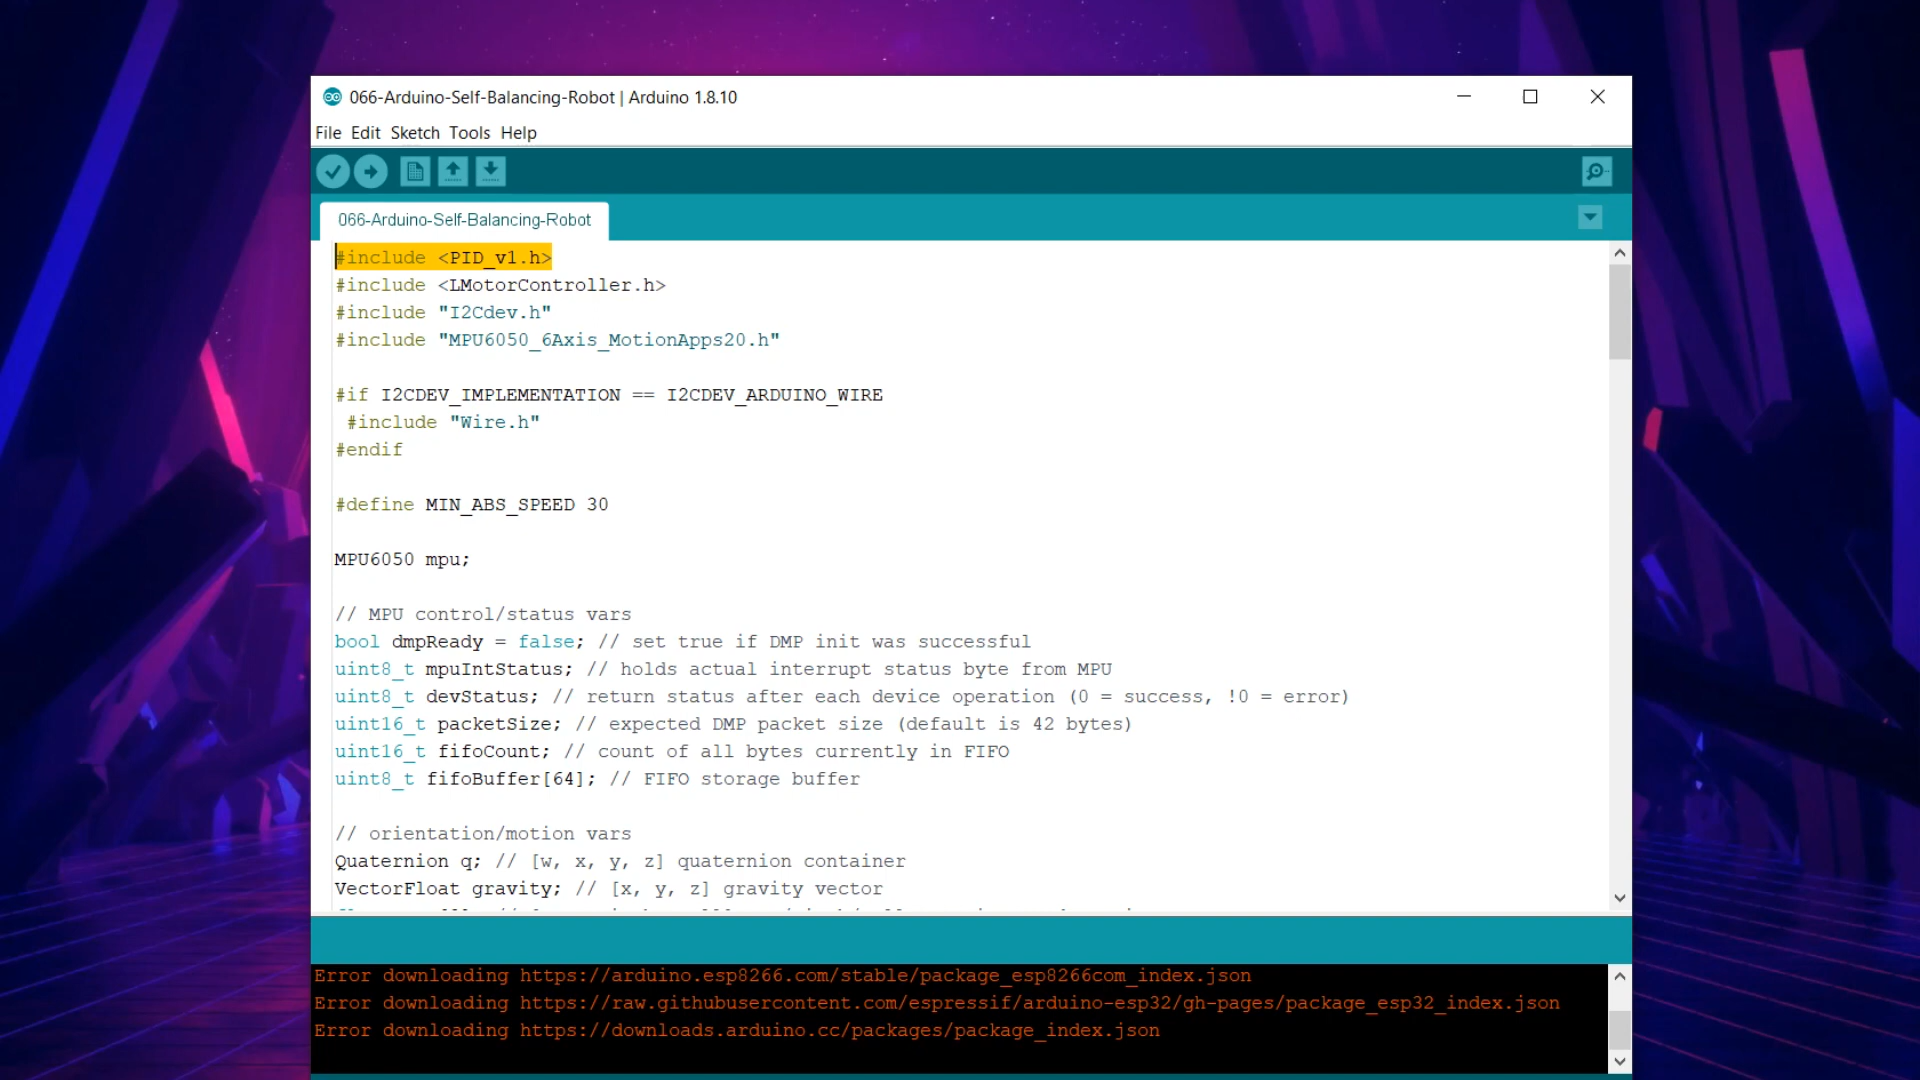 066-Arduino-Self-Balancing-Robot | Arduino 1.8.10
File Edit Sketch Tools Help
066-Arduino-Self-Balancing-Robot
#include <PID_v1.h>
#include <LMotorController.h>
#include "I2Cdev.h"
#include "MPU6050_6Axis_MotionApps20.h"
#if I2CDEV_IMPLEMENTATION == I2CDEV_ARDUINO_WIRE
#include "Wire.h"
#endif
#define MIN_ABS_SPEED 30
MPU6050 mpu;
// MPU control/status vars
bool dmpReady = false; // set true if DMP init was successful
uint8_t mpuIntStatus; // holds actual interrupt status byte from MPU
uint8_t devStatus; // return status after each device operation (0 = success, !0 = error)
uint16_t packetSize; // expected DMP packet size (default is 42 bytes)
uint16_t fifoCount; // count of all bytes currently in FIFO
uint8_t fifoBuffer[64]; // FIFO storage buffer
// orientation/motion vars
Quaternion q; // [w, x, y, z] quaternion container
VectorFloat gravity; // [x, y, z] gravity vector
Error downloading https://arduino.esp8266.com/stable/package_esp8266com_index.json
Error downloading https://raw.githubusercontent.com/espressif/arduino-esp32/gh-pages/package_esp32_index.json
Error downloading https://downloads.arduino.cc/packages/package_index.json